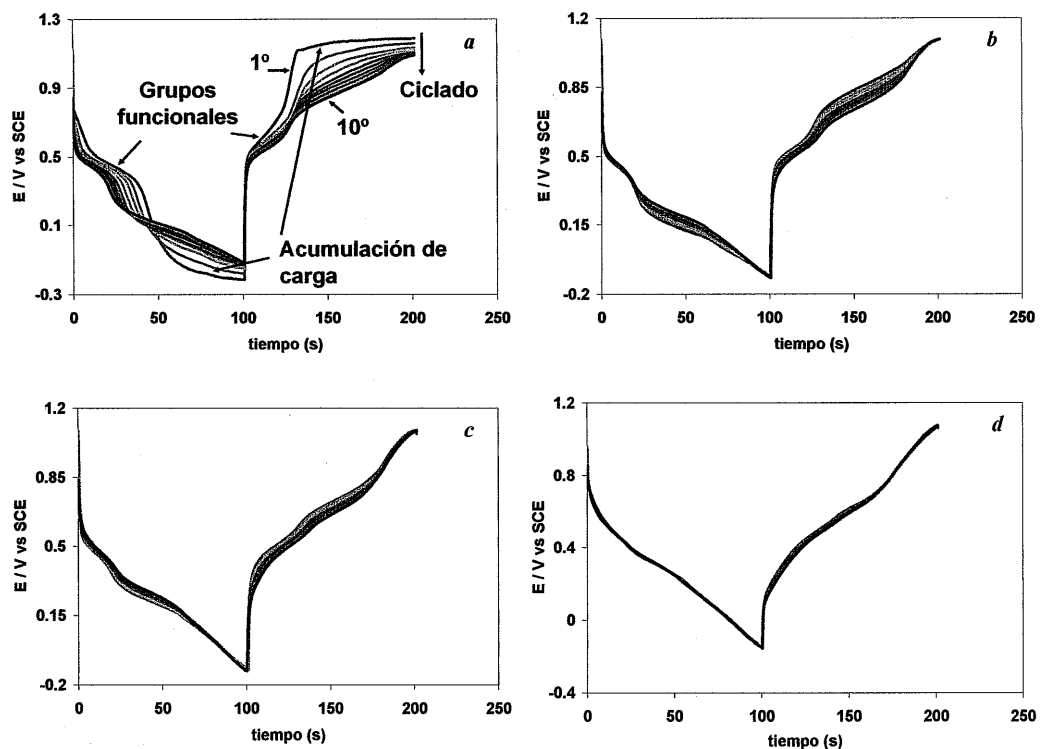 1.2
0.9
0.5
0.1
-0.3
E / V vs SCE
a
1º
Grupos
funcionales
Ciclado
10º
Acumulación de
carga
0 50 100 150 200 250
tiempo (s)
1.2
0.85
0.5
0.15
-0.2
E / V vs SCE
b
0 50 100 150 200 250
tiempo (s)
1.2
0.85
0.5
0.15
-0.2
E / V vs SCE
c
0 50 100 150 200 250
tiempo (s)
1.2
0.8
0.4
0
-0.4
E / V vs SCE
d
0 50 100 150 200 250
tiempo (s)